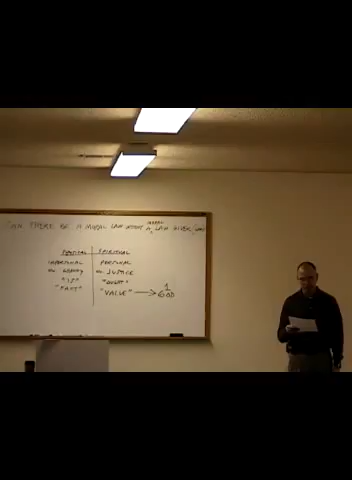 "CAN THERE BE A MORAL LAW WITHOUT A MORAL LAW GIVER,
PHYSICAL SPIRITUAL
IMPERSONAL PERSONAL
JUSTICE
"IS" "OUGHT"
"FACT" "VALUE" → GOD
1